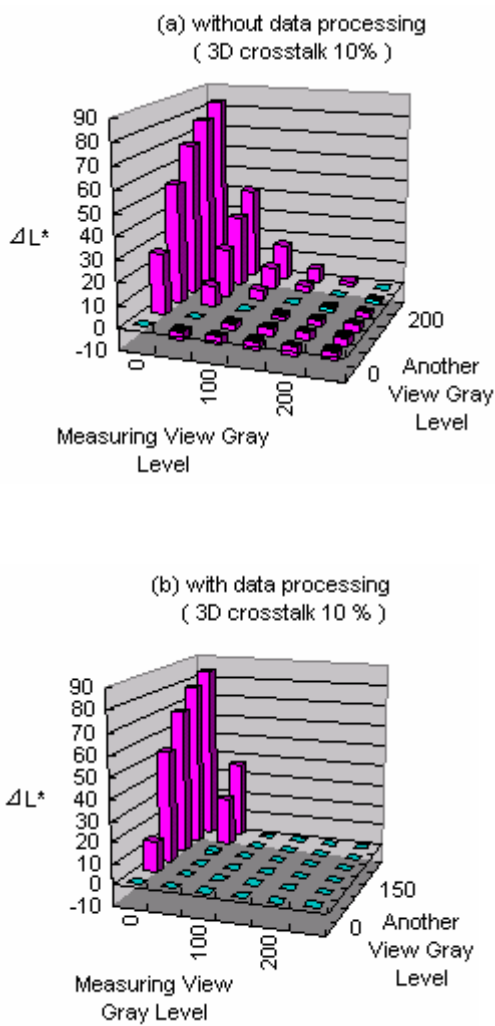 (a) without data processing
( 3D crosstalk 10% )
90
80
70
60
50
40
30
20
10
0
-10
⊿L*
0
100
200
Measuring View Gray
Level
0
200
Another
View Gray
Level
(b) with data processing
( 3D crosstalk 10 % )
90
80
70
60
50
40
30
20
10
0
-10
⊿L*
0
100
200
Measuring View
Gray Level
0
150
Another
View Gray
Level